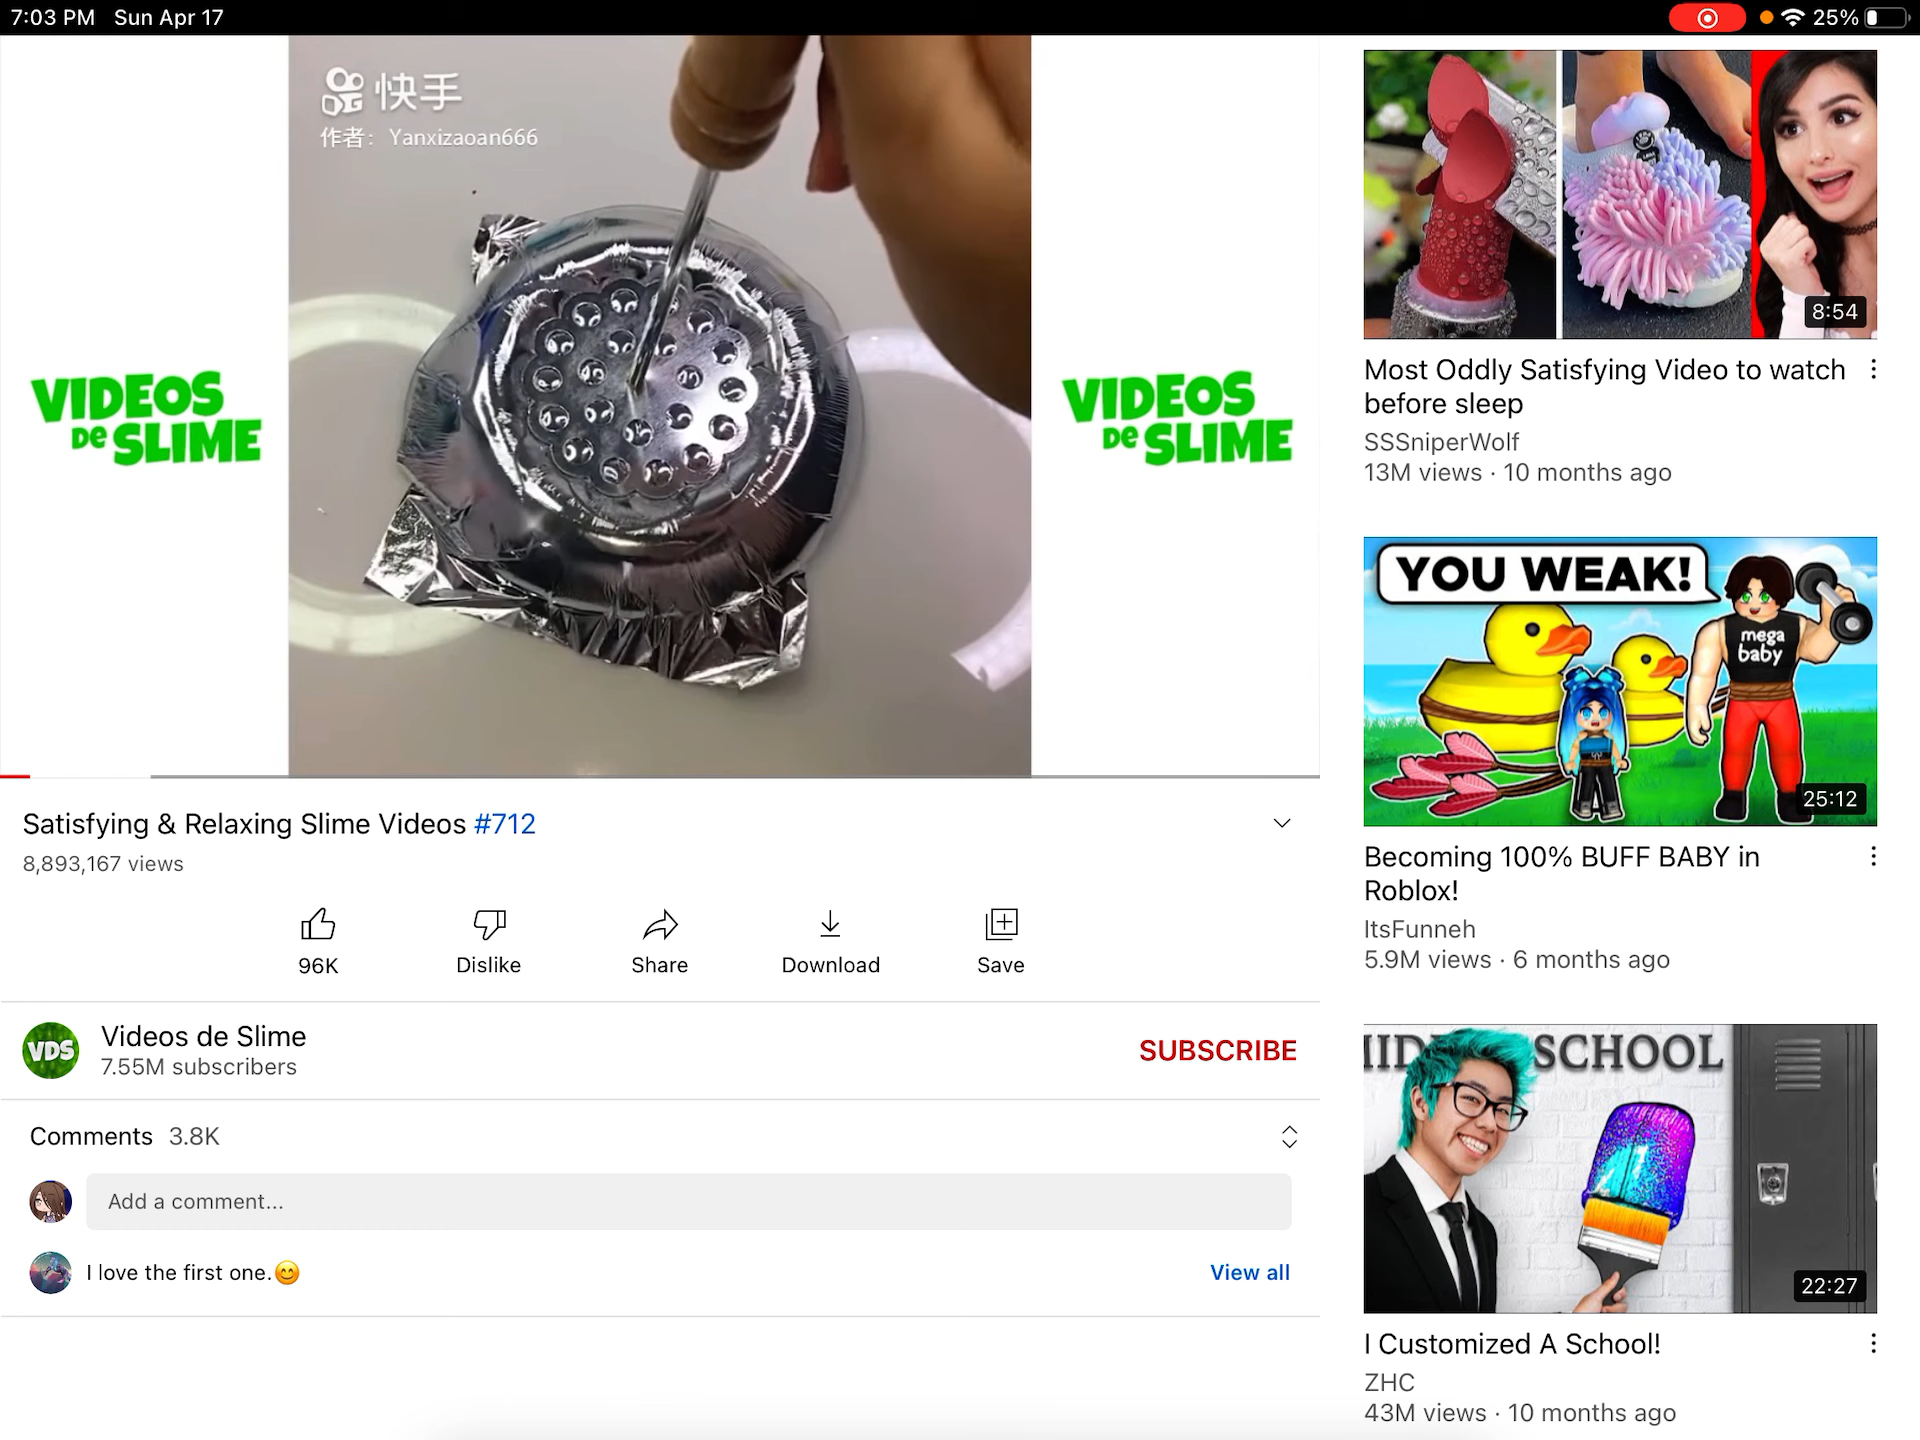 7:03 PM Sun Apr 17
25%
快手
作者: Yanxizaoan666
VIDEOS
de SLIME
VIDEOS
de SLIME
Satisfying & Relaxing Slime Videos #712
8,893,167 views
96K
Dislike
Share
Download
Save
VDS
Videos de Slime
7.55M subscribers
SUBSCRIBE
Comments 3.8K
Add a comment...
I love the first one.😊
View all
8:54
Most Oddly Satisfying Video to watch
before sleep
SSSniperWolf
13M views · 10 months ago
YOU WEAK!
mega
baby
25:12
Becoming 100% BUFF BABY in
Roblox!
ItsFunneh
5.9M views · 6 months ago
SCHOOL
22:27
I Customized A School!
ZHC
43M views · 10 months ago